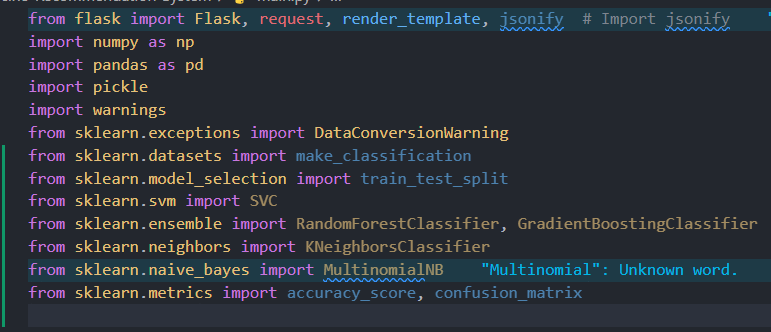 from flask import Flask, request, render_template, jsonify  # Import jsonify
import numpy as np
import pandas as pd
import pickle
import warnings
from sklearn.exceptions import DataConversionWarning
from sklearn.datasets import make_classification
from sklearn.model_selection import train_test_split
from sklearn.svm import SVC
from sklearn.ensemble import RandomForestClassifier, GradientBoostingClassifier
from sklearn.neighbors import KNeighborsClassifier
from sklearn.naive_bayes import MultinomialNB    "Multinomial": Unknown word.
from sklearn.metrics import accuracy_score, confusion_matrix